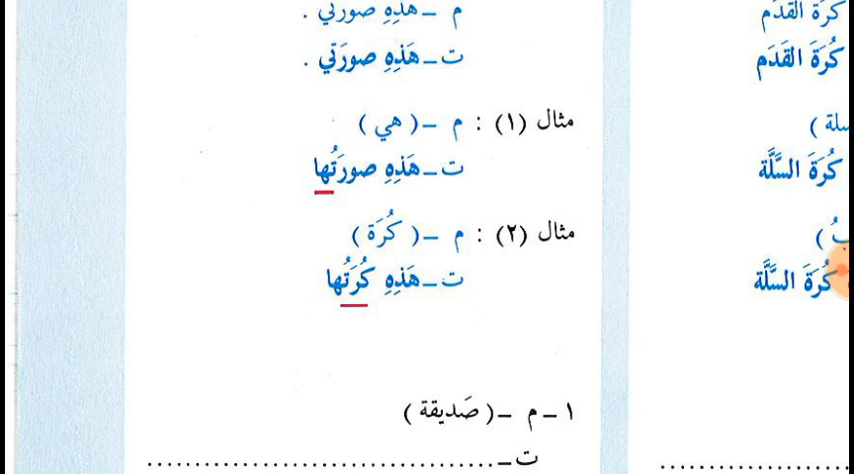 م – هَذِهِ صورَتي .
ت – هَذِهِ صورَتي .
مثال (١) : م – ( هي )
ت – هَذِهِ صورَتُها
مثال (٢) : م – ( كُرَة )
ت – هَذِهِ كُرَتُها
١ – م – ( صَديقة )
ت – ......................................
كُرَة القَدَم
كُرَةَ القَدَم
كُرَةَ السَّلَّة
كُرَةَ السَّلَّة